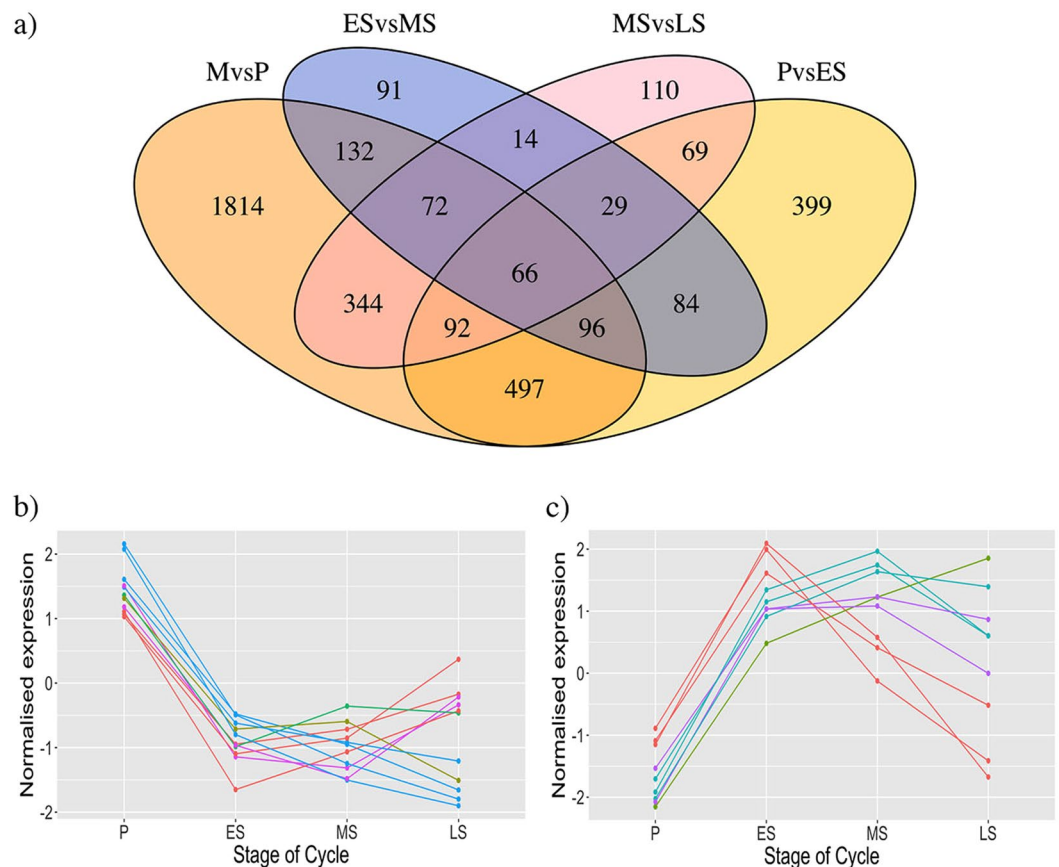 a)
ESvsMS
MSvsLS
MvsP
PvsES
91
110
132
14
69
1814
72
29
399
66
344
92
96
84
497
b)
c)
Normalised expression
2
1
0
-1
-2
P
ES
MS
LS
Stage of Cycle
Normalised expression
2
1
0
-1
-2
P
ES
MS
LS
Stage of Cycle